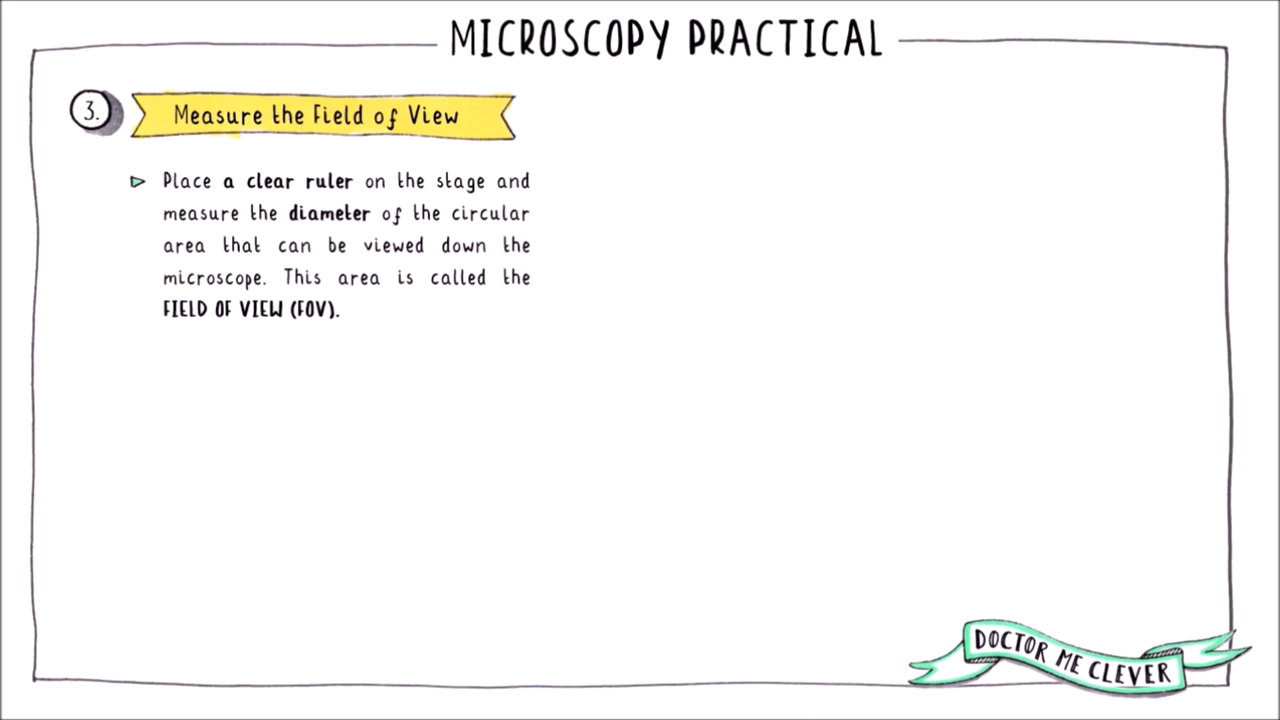 MICROSCOPY PRACTICAL
3.
Measure the Field of View
Place a clear ruler on the stage and
measure the diameter of the circular
area that can be viewed down the
microscope. This area is called the
FIELD OF VIEW (FOV).
DOCTOR ME CLEVER